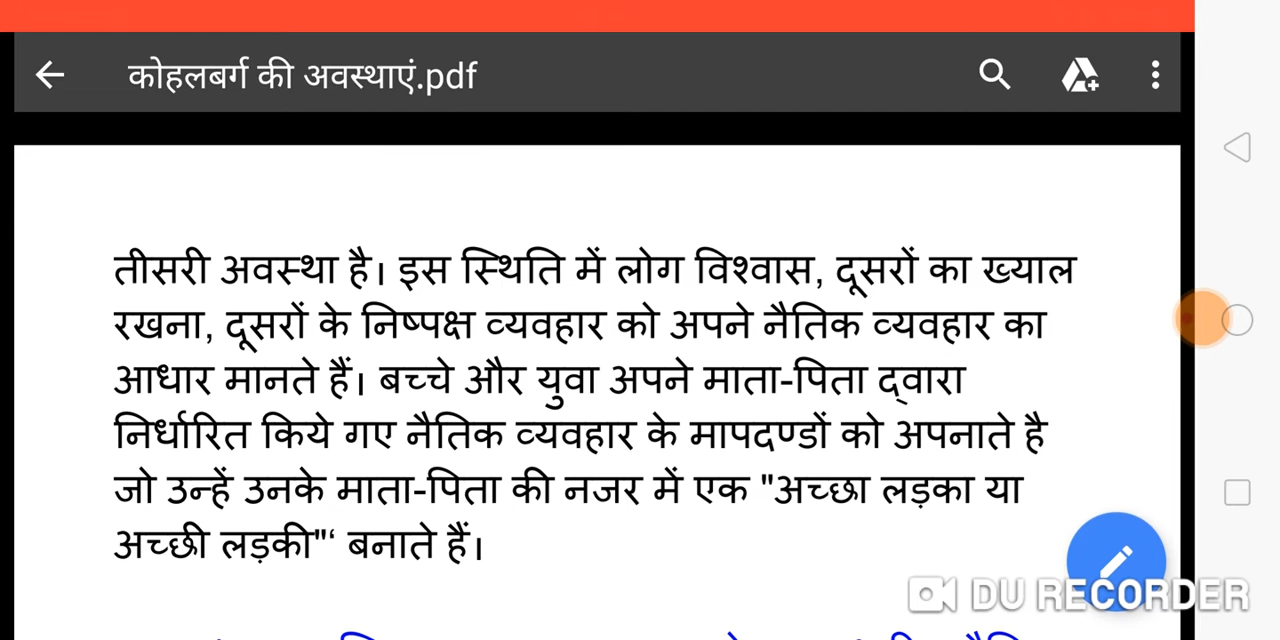 कोहलबर्ग की अवस्थाएं.pdf
तीसरी अवस्था है। इस स्थिति में लोग विश्वास, दूसरों का ख्याल
रखना, दूसरों के निष्पक्ष व्यवहार को अपने नैतिक व्यवहार का
आधार मानते हैं। बच्चे और युवा अपने माता-पिता द्वारा
निर्धारित किये गए नैतिक व्यवहार के मापदण्डों को अपनाते है
जो उन्हें उनके माता-पिता की नजर में एक "अच्छा लड़का या
अच्छी लड़की"‘ बनाते हैं।
DU RECORDER